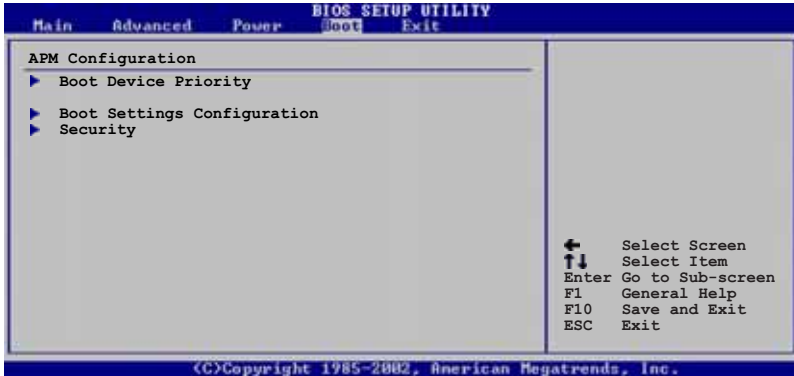 BIOS SETUP UTILITY
Main Advanced Power Boot Exit
APM Configuration
Boot Device Priority
Boot Settings Configuration
Security
Select Screen
Select Item
Enter Go to Sub-screen
F1 General Help
F10 Save and Exit
ESC Exit
(C)Copyright 1985-2002, American Megatrends, Inc.